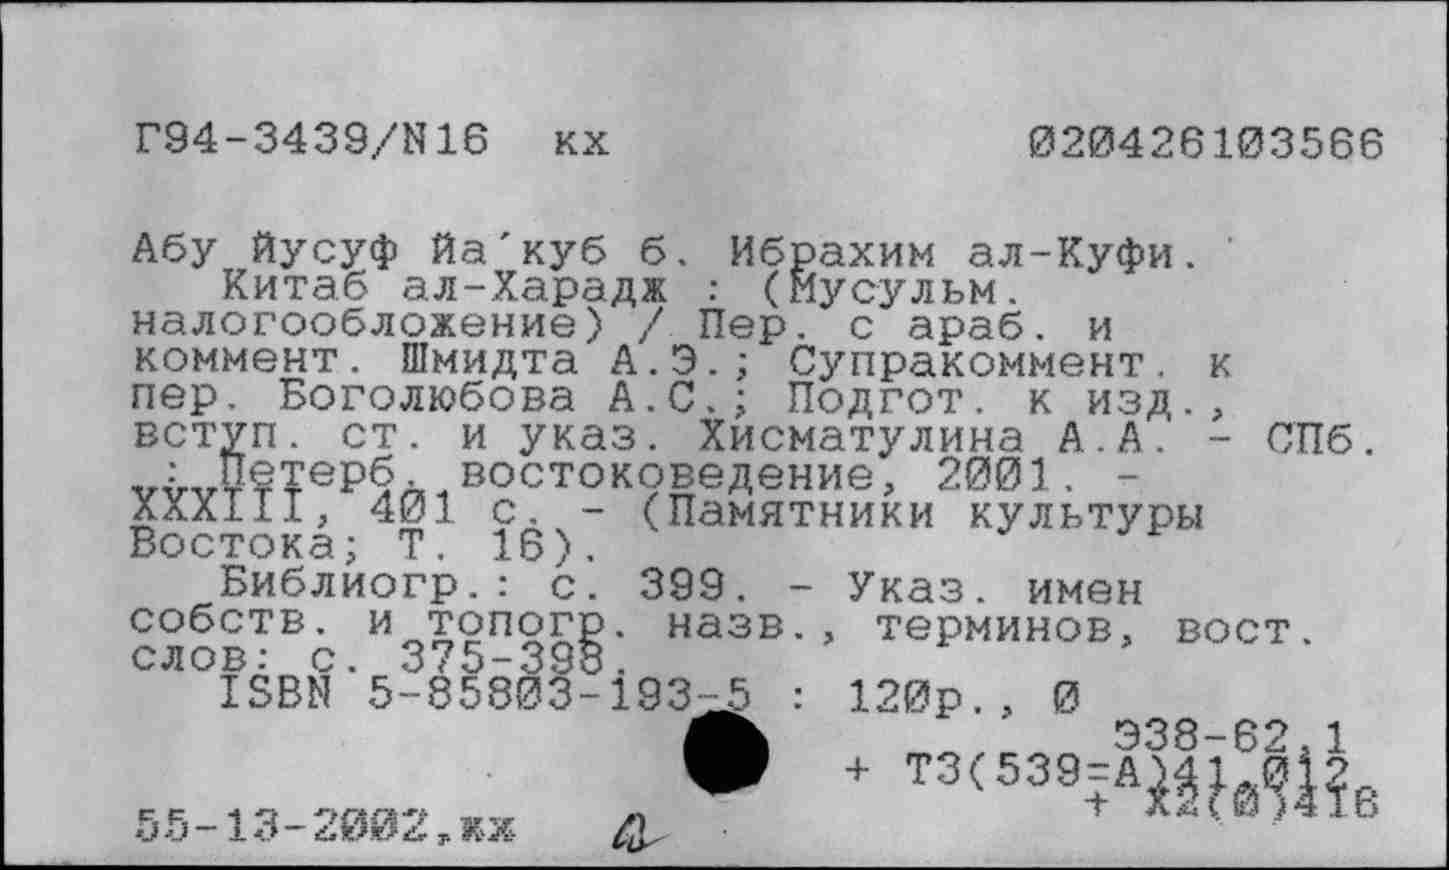 Г94-3439/N16 кх 020426103566
Абу Йусуф Йа'куб б. Ибрахим ал-Куфи.
Китаб ал-Харадж : (Мусульм.
налогообложение) / Пер. с араб. и
коммент. Шмидта А.Э.; Супракоммент. к
пер. Боголюбова А.С.; Подгот. к изд.,
вступ. ст. и указ. Хисматулина А.А. - СПб.
: Петерб. востоковедение, 2001. -
XXXIII, 401 с. - (Памятники культуры
Востока; Т. 16).
Библиогр.: с. 399. - Указ. имен
собств. и топогр. назв., терминов, вост.
слов: с. 375-398.
ISBN 5-85803-193-5 : 120р., 0
Э38-62.1
+ Т3(539=А)41.012
+ Х2(0)416
55-13-2002,кх